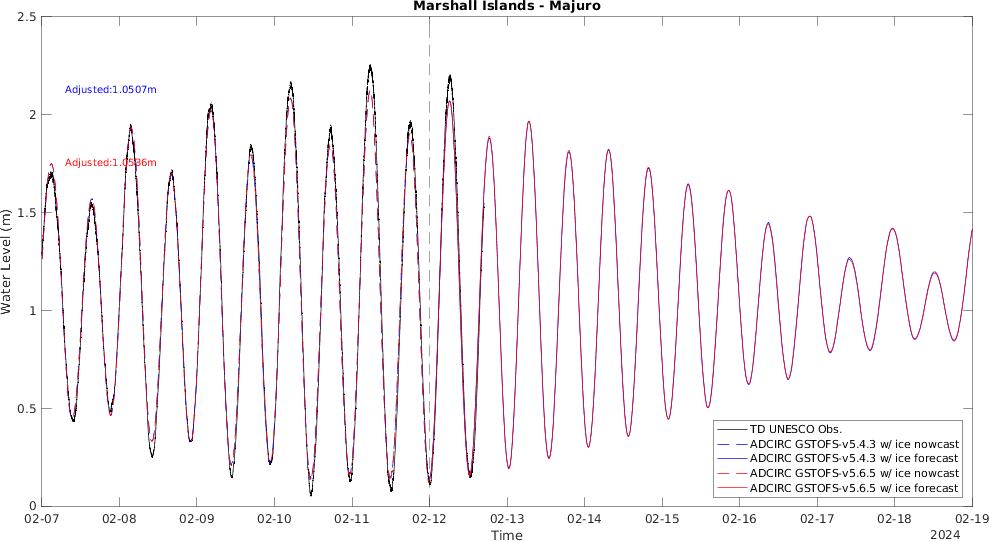 Marshall Islands - Majuro
2.5
2
1.5
1
0.5
0
Water Level (m)
Adjusted:1.0507m
Adjusted:1.0586m
TD UNESCO Obs.
ADCIRC GSTOFS-v5.4.3 w/ ice nowcast
ADCIRC GSTOFS-v5.4.3 w/ ice forecast
ADCIRC GSTOFS-v5.6.5 w/ ice nowcast
ADCIRC GSTOFS-v5.6.5 w/ ice forecast
02-07 02-08 02-09 02-10 02-11 02-12 02-13 02-14 02-15 02-16 02-17 02-18 02-19
Time
2024